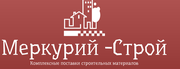 Меркурий -Строй
Комплексные поставки строительных материалов